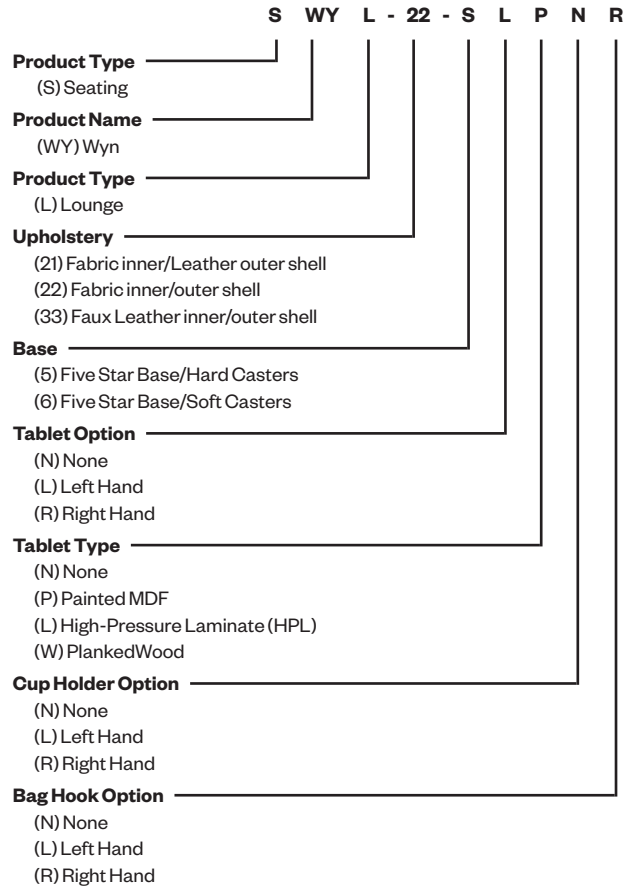 S WY L - 22 - S L P N R
Product Type
(S) Seating
Product Name
(WY) Wyn
Product Type
(L) Lounge
Upholstery
(21) Fabric inner/Leather outer shell
(22) Fabric inner/outer shell
(33) Faux Leather inner/outer shell
Base
(5) Five Star Base/Hard Casters
(6) Five Star Base/Soft Casters
Tablet Option
(N) None
(L) Left Hand
(R) Right Hand
Tablet Type
(N) None
(P) Painted MDF
(L) High-Pressure Laminate (HPL)
(W) PlankedWood
Cup Holder Option
(N) None
(L) Left Hand
(R) Right Hand
Bag Hook Option
(N) None
(L) Left Hand
(R) Right Hand